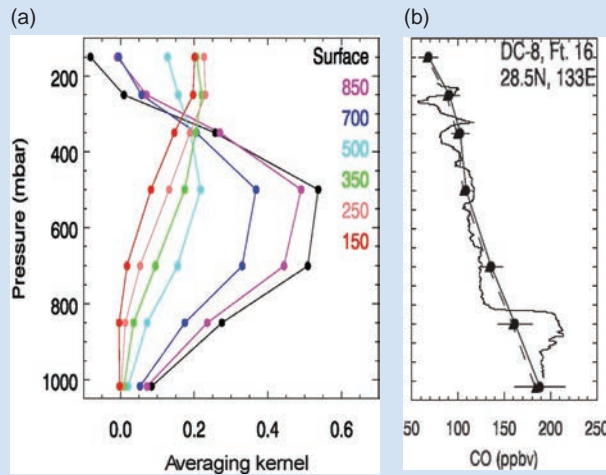 (a)
(b)
Surface
850
700
500
350
250
150
200
400
600
800
1000
Pressure (mbar)
0.0 0.2 0.4 0.6 0.8
Averaging kernel
DC-8, Ft. 16
28.5N, 133E
50 100 150 200 250
CO (ppbv)